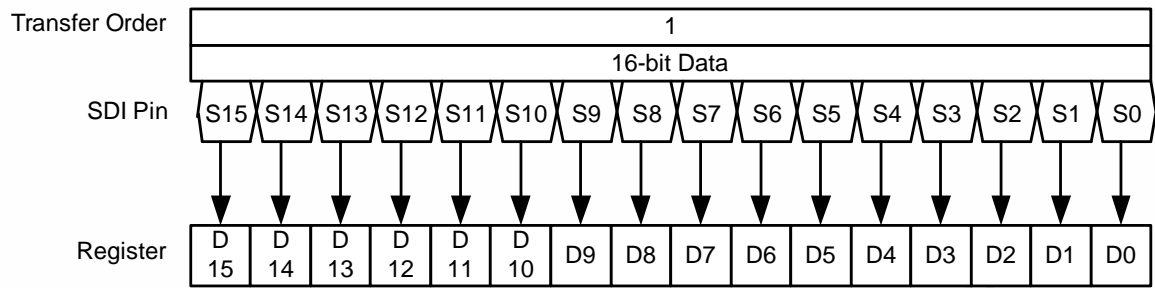 Transfer Order 1
16-bit Data
SDI Pin S15 S14 S13 S12 S11 S10 S9 S8 S7 S6 S5 S4 S3 S2 S1 S0
Register D 15 D 14 D 13 D 12 D 11 D 10 D9 D8 D7 D6 D5 D4 D3 D2 D1 D0